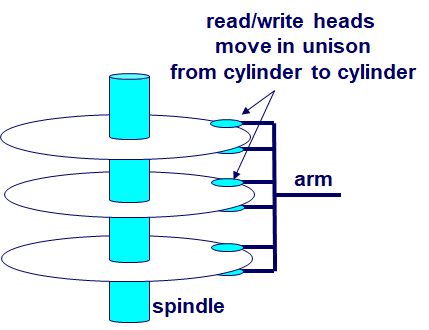 read/write heads
move in unison
from cylinder to cylinder
arm
spindle